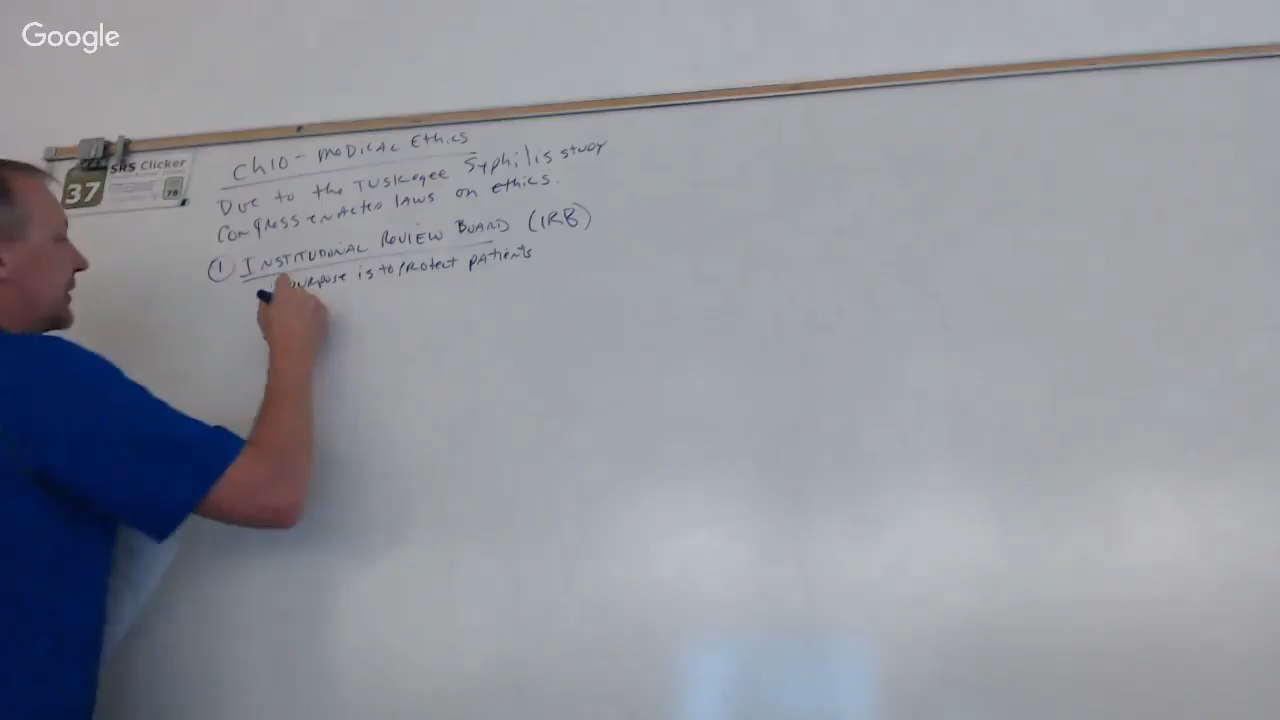 Google
Ch10 - Medical Ethics
SRS Clicker
37
78
Due to the Tuskegee Syphilis study
Congress enacted laws on ethics.
① Institutional Review Board (IRB)
purpose is to protect patients